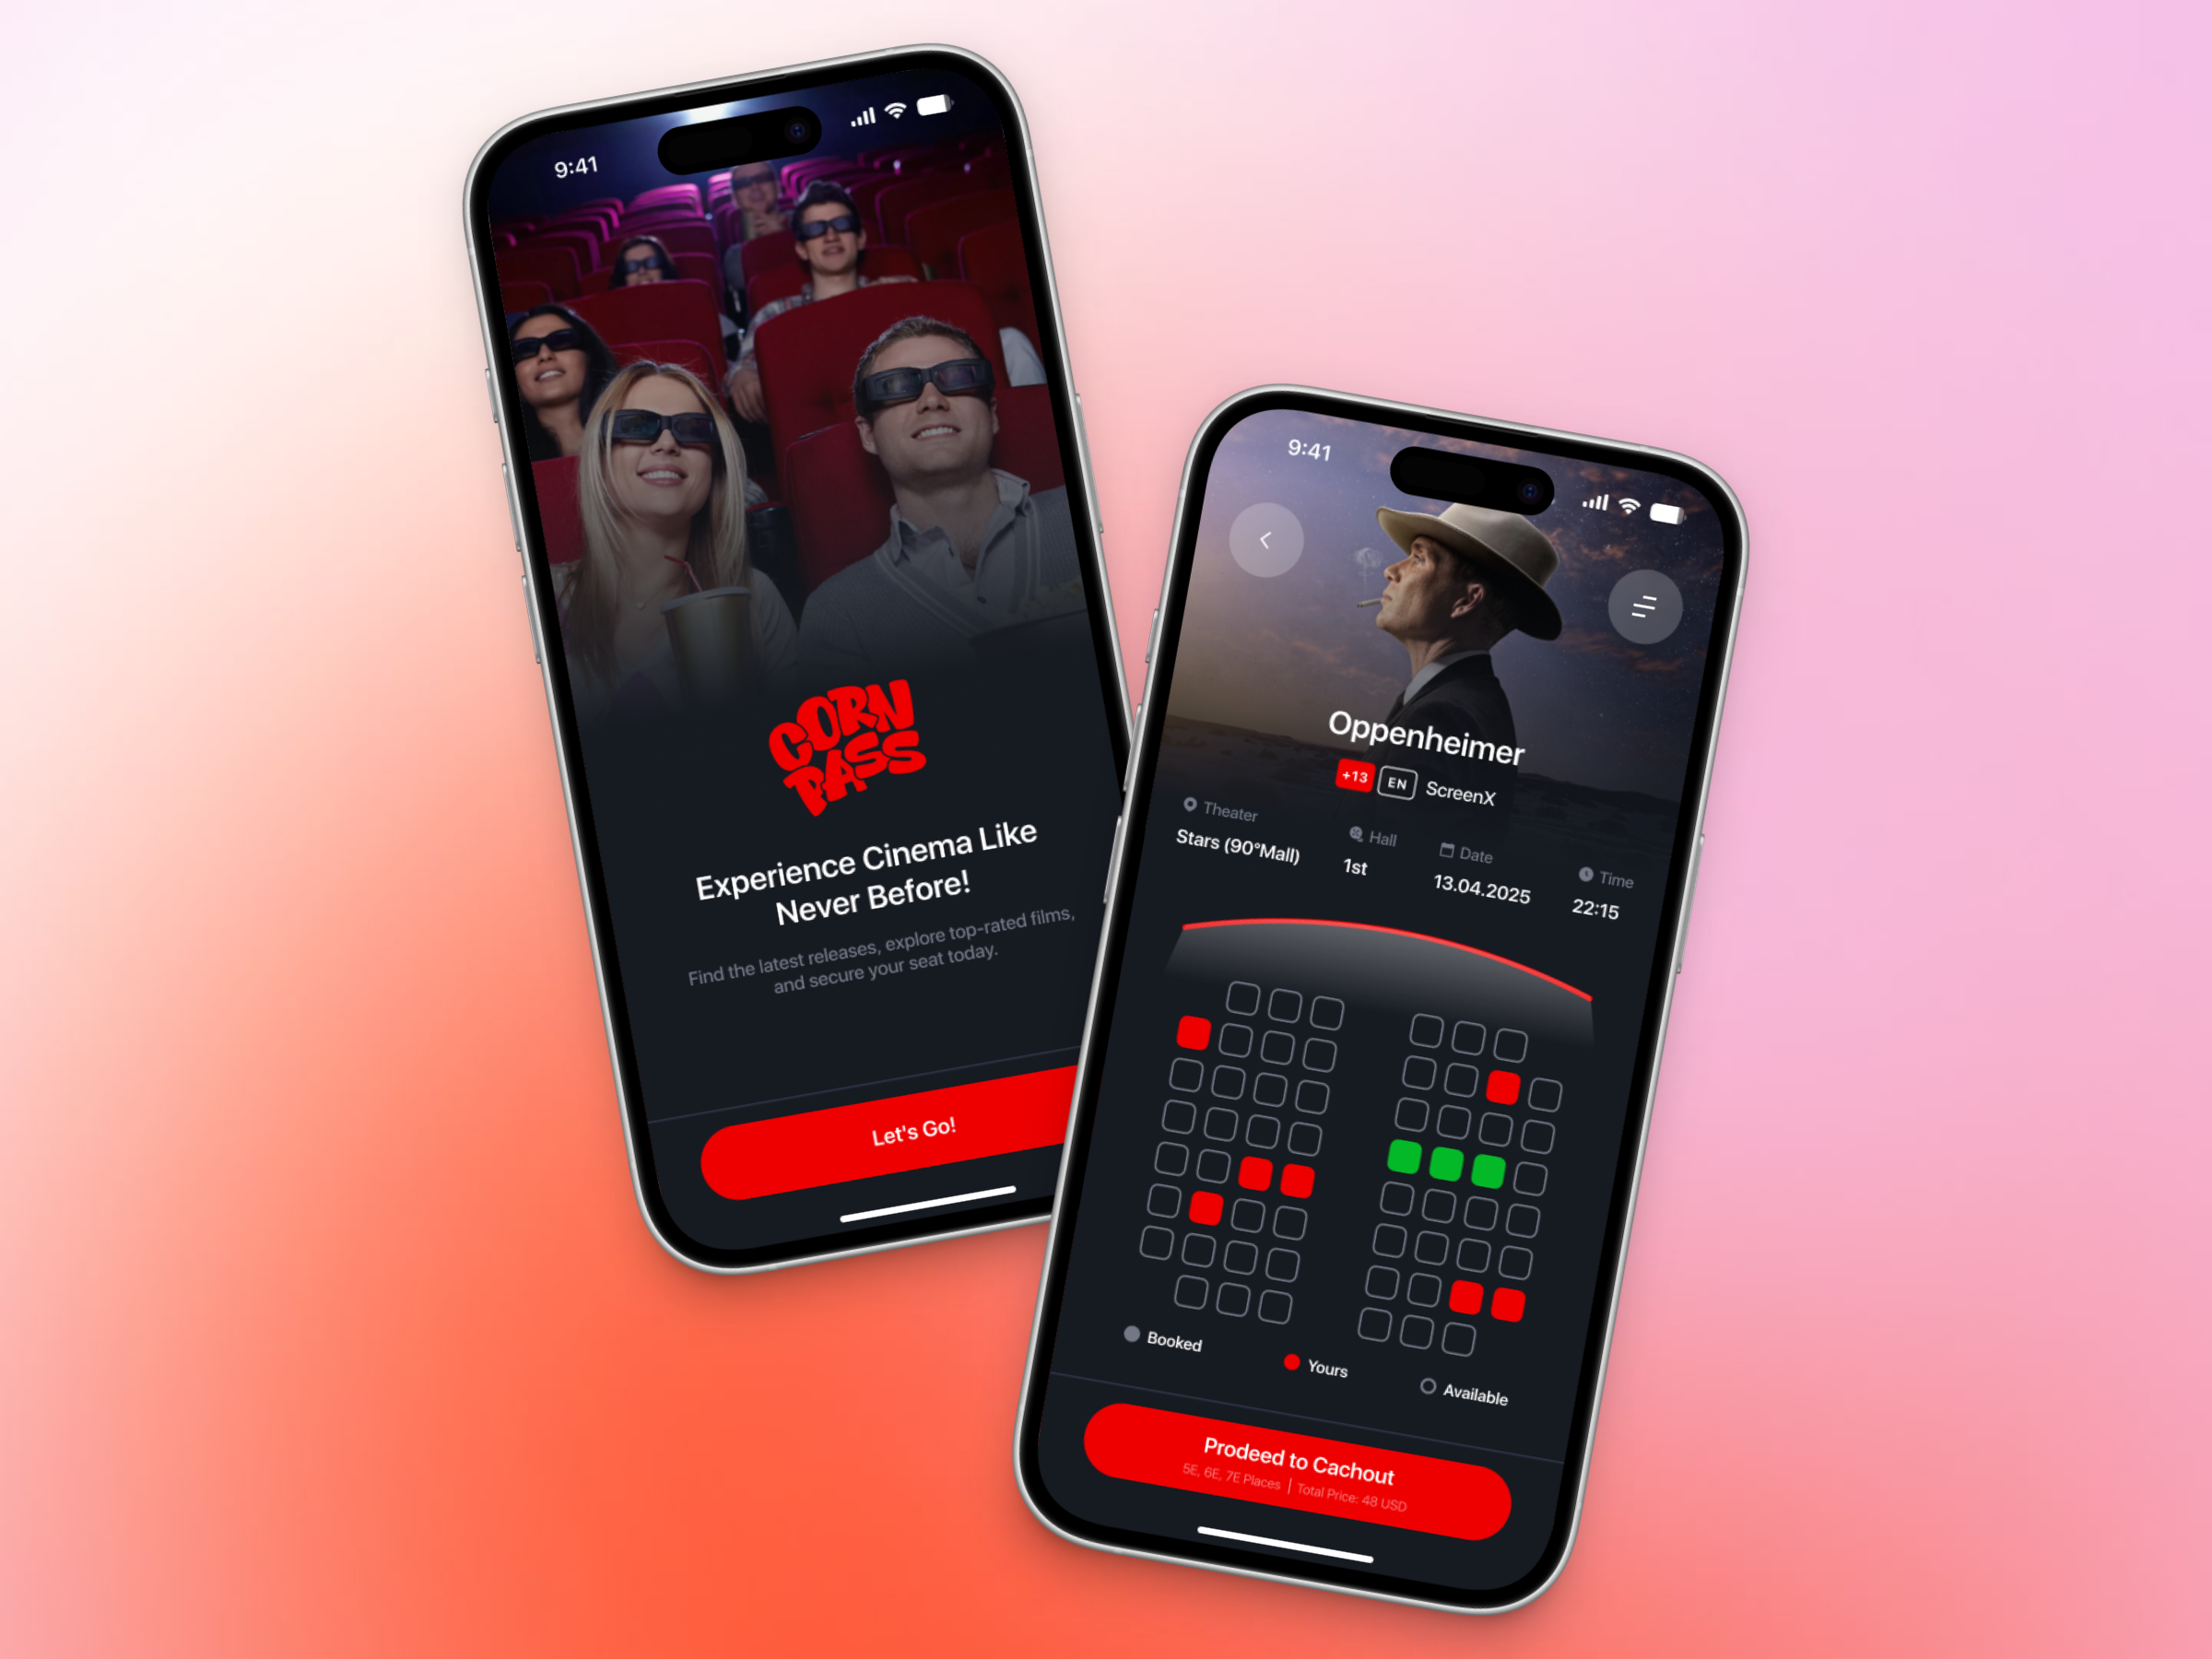 9:41
CORN
PASS
Experience Cinema Like
Never Before!
Find the latest releases, explore top-rated films,
and secure your seat today.
Let's Go!
9:41
Oppenheimer
+13 EN ScreenX
Theater Hall Date Time
Stars (90°Mall) 1st 13.04.2025 22:15
Booked Yours Available
Prodeed to Cachout
5E, 6E, 7E Places | Total Price: 48 USD